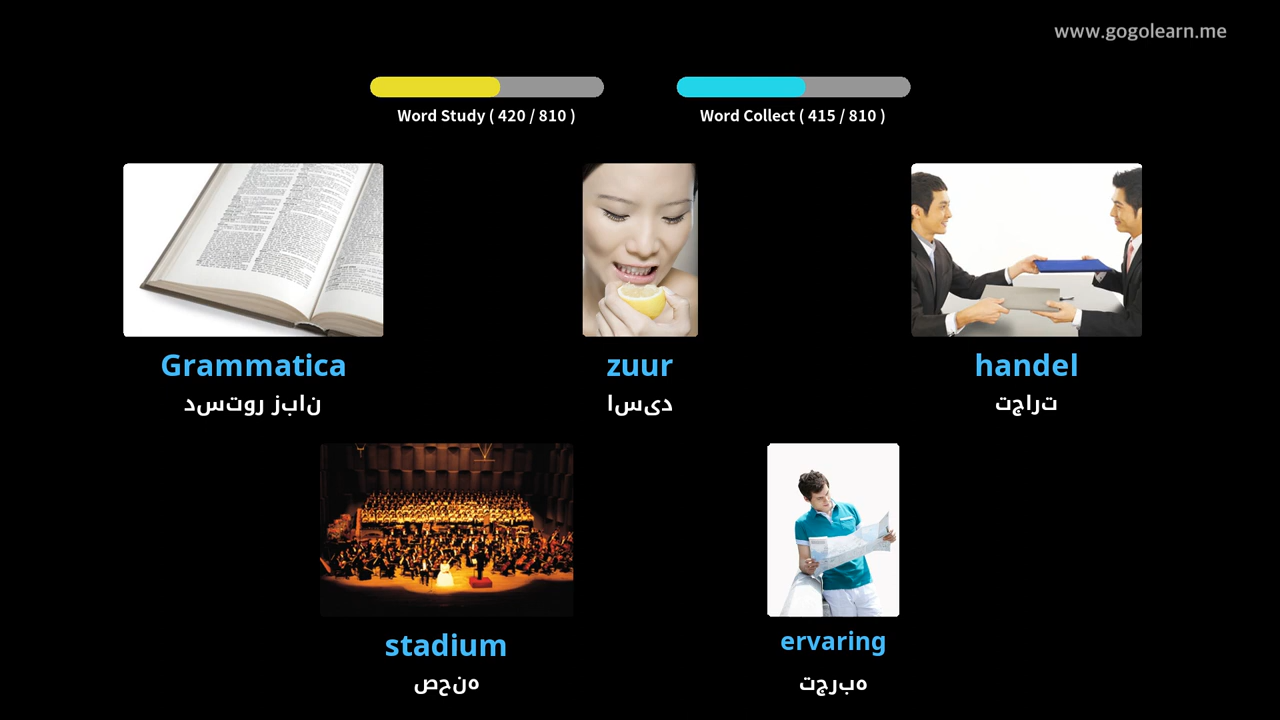 www.gogolearn.me
Word Study ( 420 / 810 )
Word Collect ( 415 / 810 )
Grammatica
دستور زبان
zuur
اسید
handel
تجارت
stadium
صحنه
ervaring
تجربه